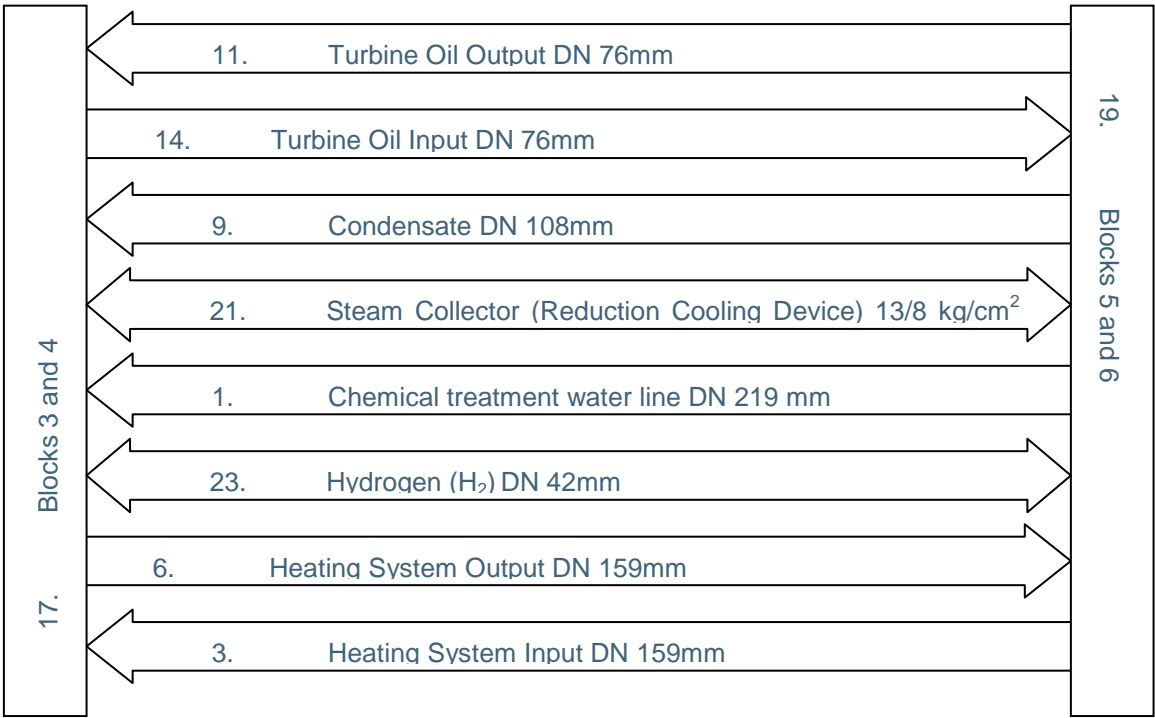 11. Turbine Oil Output DN 76mm
14. Turbine Oil Input DN 76mm
9. Condensate DN 108mm
21. Steam Collector (Reduction Cooling Device) 13/8 kg/cm²
1. Chemical treatment water line DN 219 mm
23. Hydrogen (H₂) DN 42mm
6. Heating System Output DN 159mm
3. Heating System Input DN 159mm
17. Blocks 3 and 4
19. Blocks 5 and 6